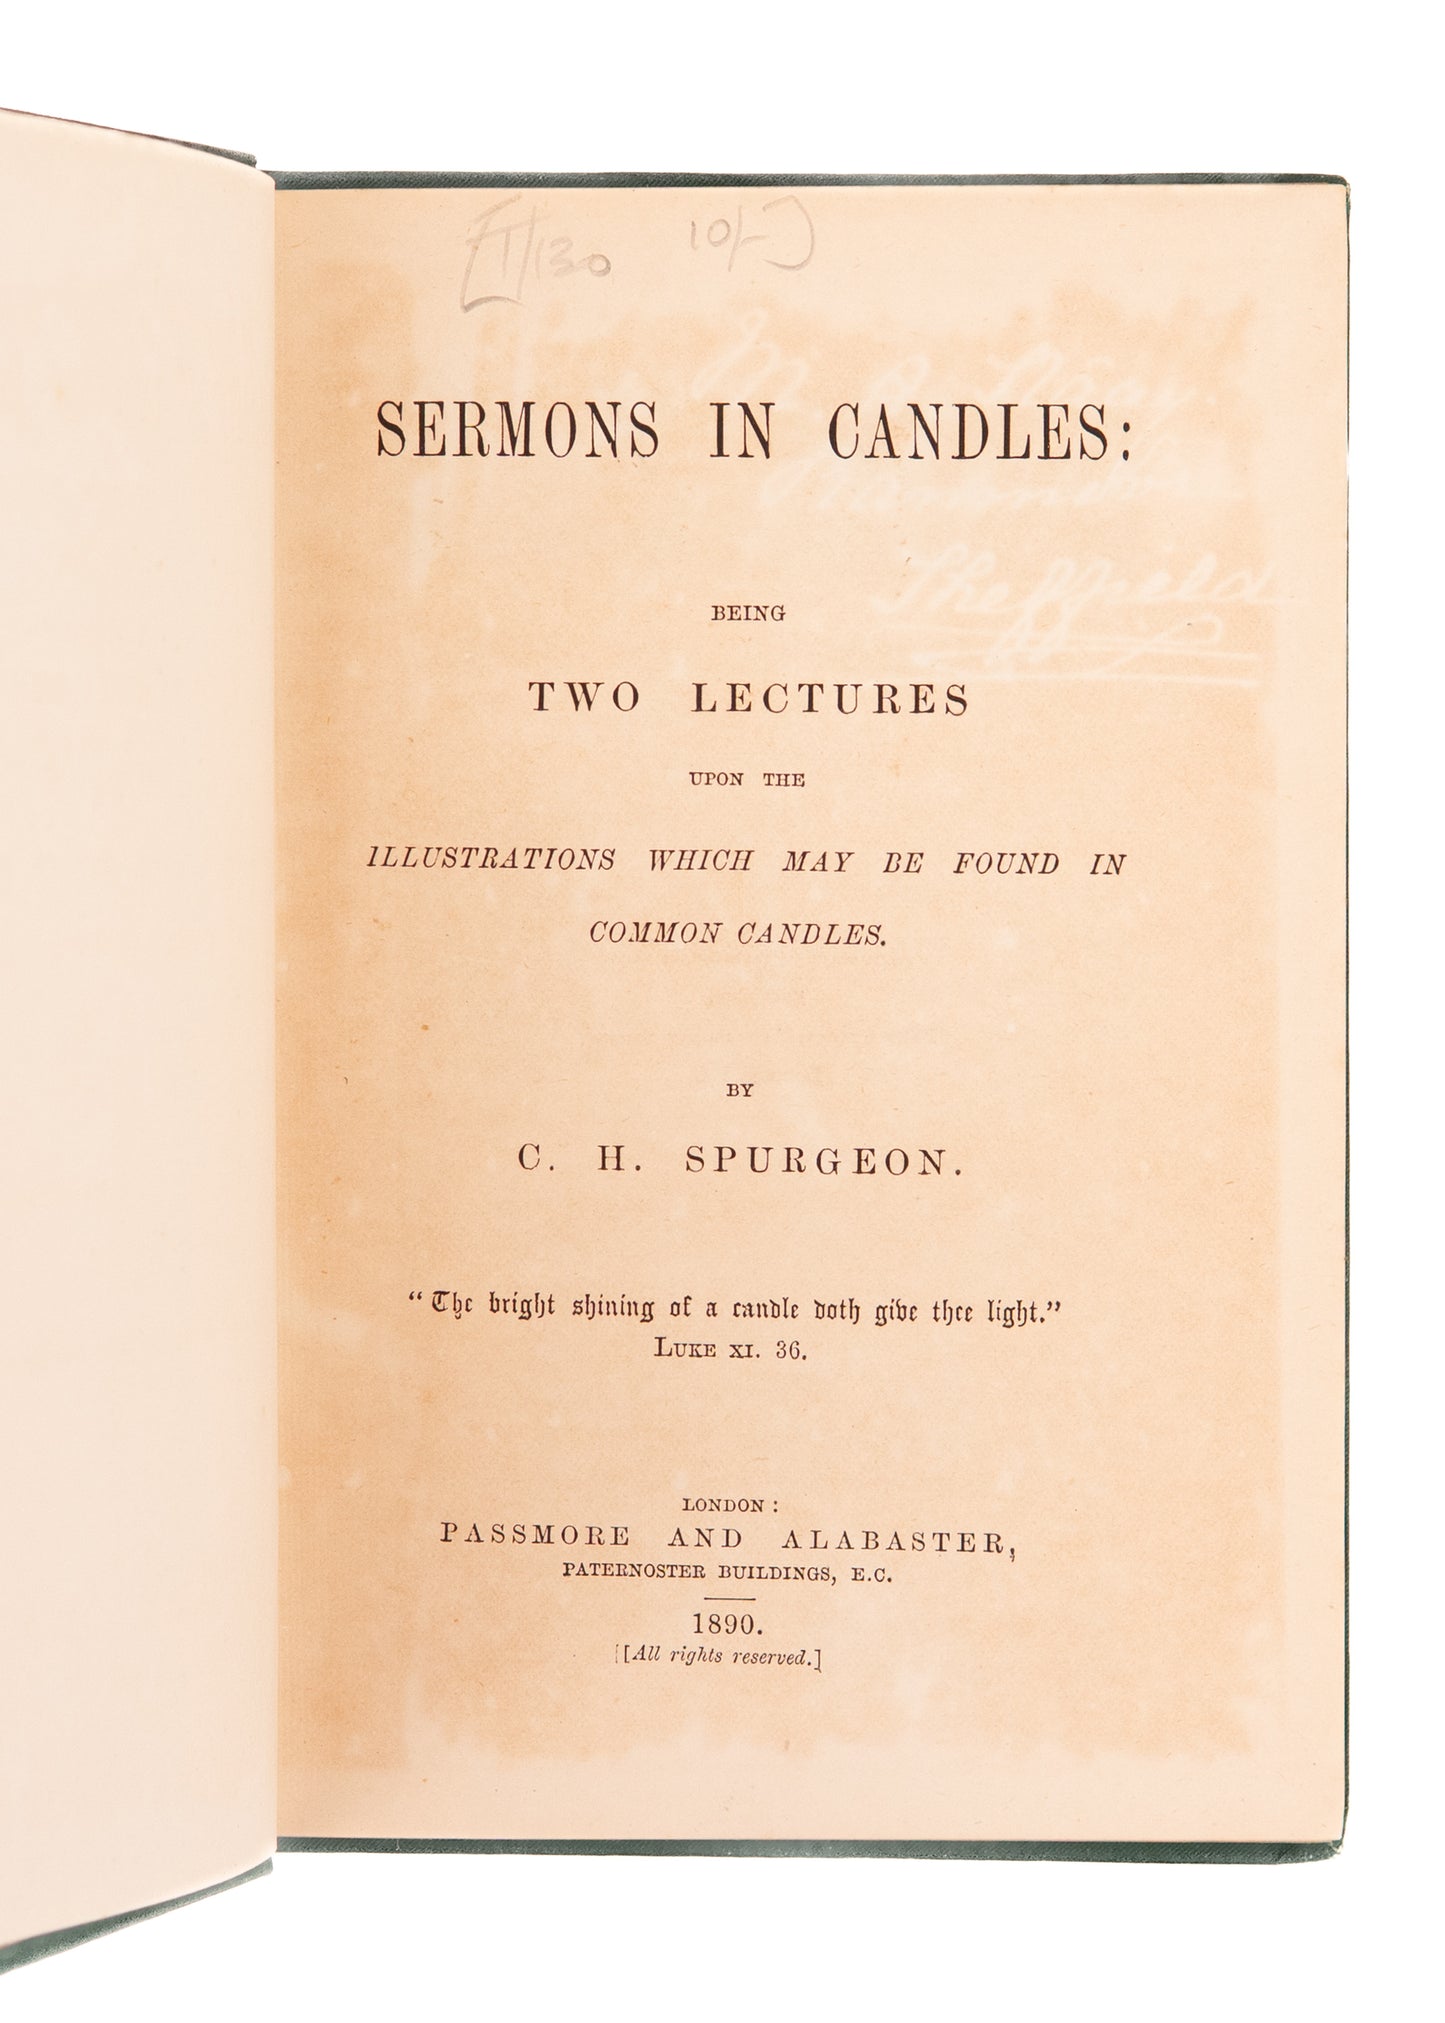 10/-]
SERMONS IN CANDLES:
Sheffield
BEING
TWO LECTURES
UPON THE
ILLUSTRATIONS WHICH MAY BE FOUND IN
COMMON CANDLES.
BY
C. H. SPURGEON.
“The bright shining of a candle doth give thee light.”
LUKE XI. 36.
LONDON:
PASSMORE AND ALABASTER,
PATERNOSTER BUILDINGS, E.C.
1890.
[All rights reserved.]